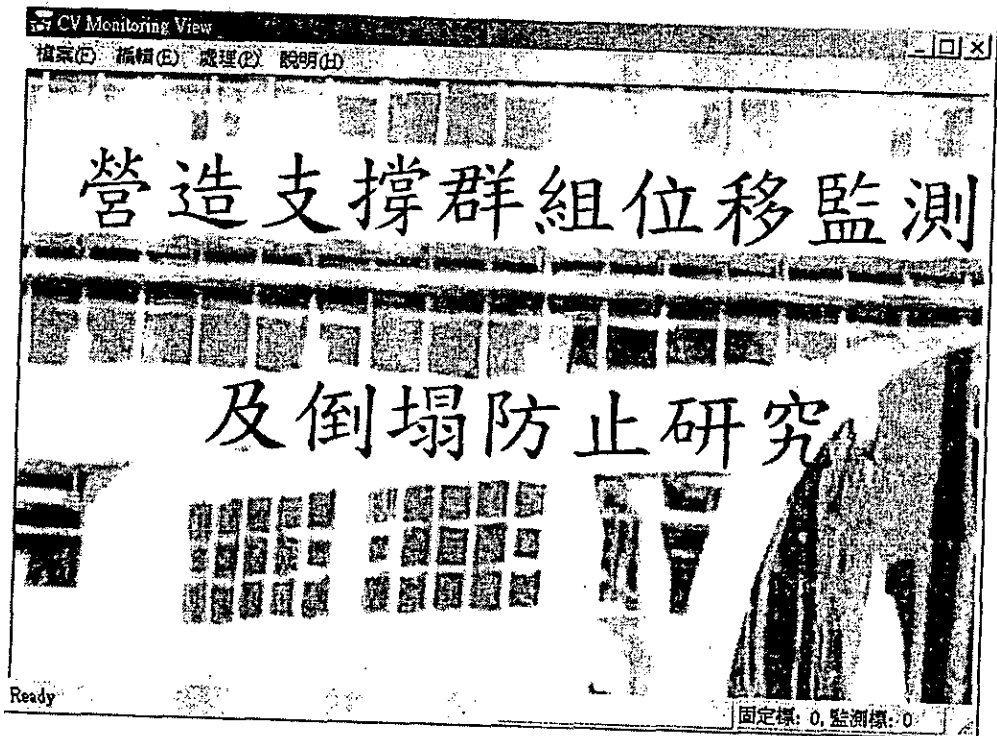 CV Monitoring View
檔案(F) 編輯(E) 處理(P) 說明(H)
營造支撐群組位移監測
及倒塌防止研究
Ready
固定標: 0, 監測標: 0